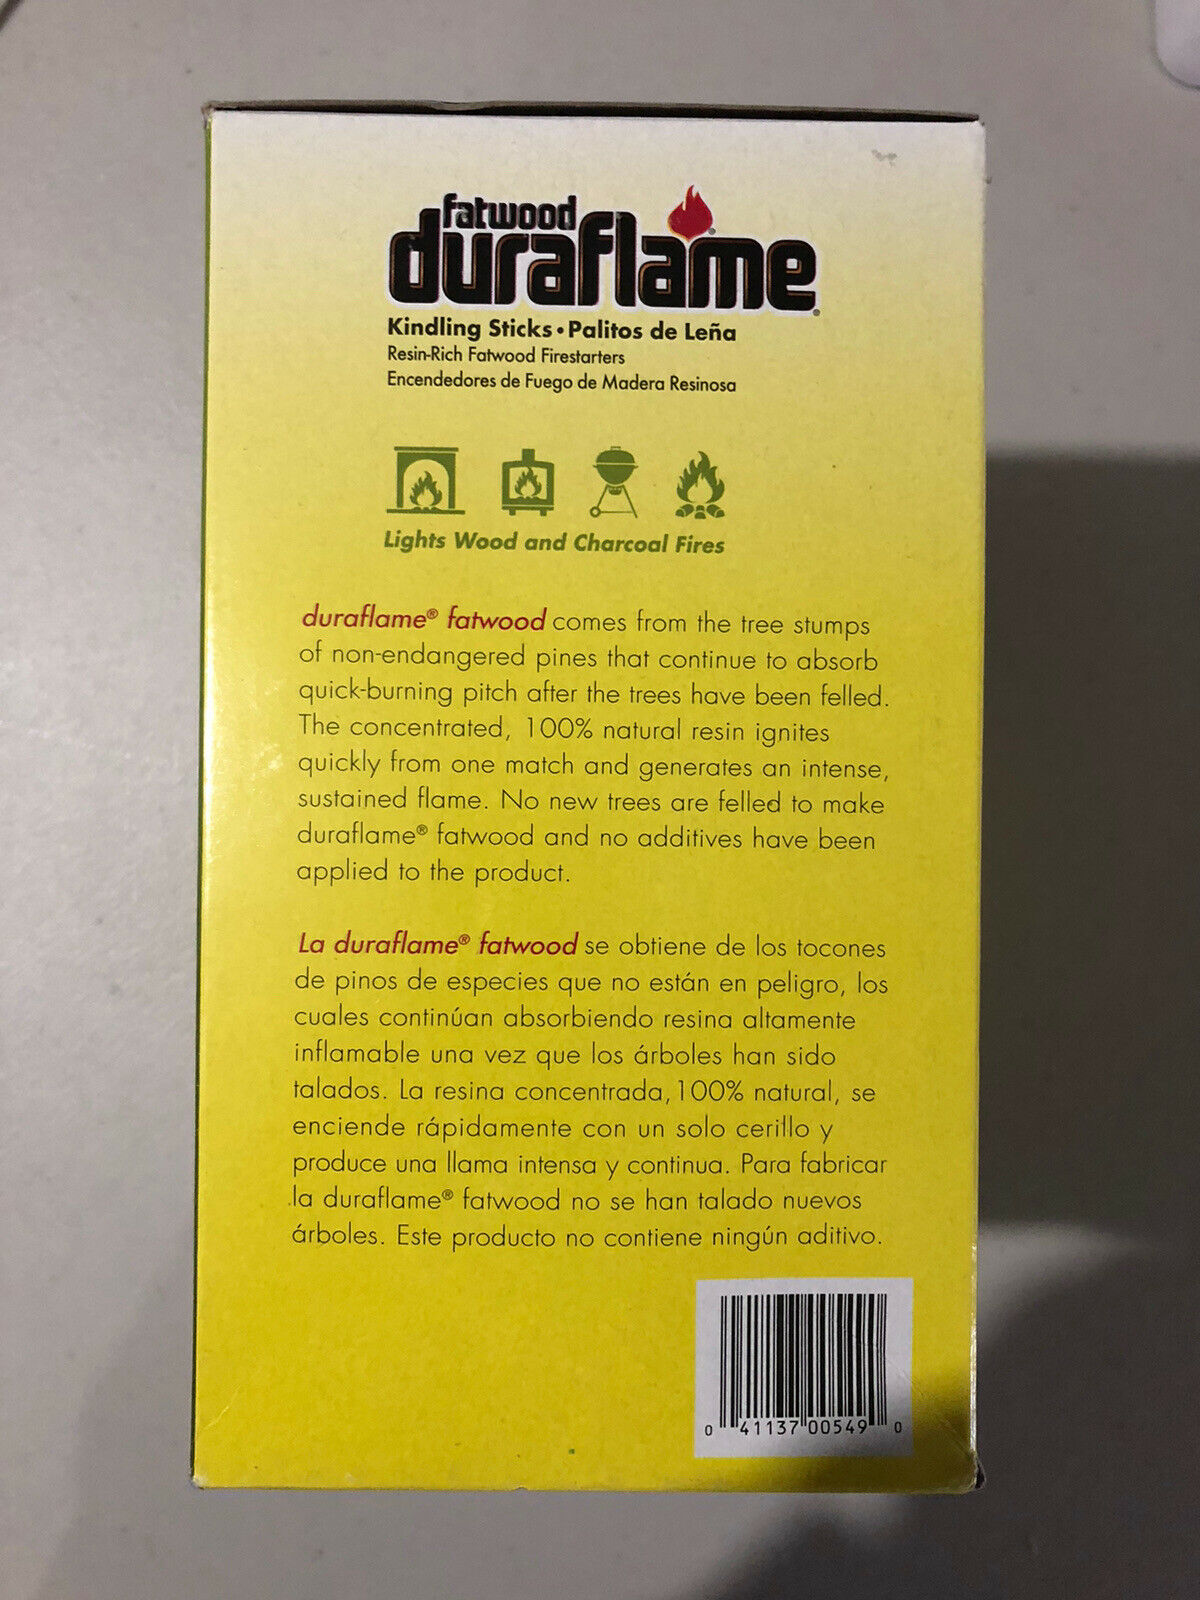 fatwood
duraflame®
Kindling Sticks • Palitos de Leña
Resin-Rich Fatwood Firestarters
Encendedores de Fuego de Madera Resinosa
Lights Wood and Charcoal Fires
duraflame® fatwood comes from the tree stumps
of non-endangered pines that continue to absorb
quick-burning pitch after the trees have been felled.
The concentrated, 100% natural resin ignites
quickly from one match and generates an intense,
sustained flame. No new trees are felled to make
duraflame® fatwood and no additives have been
applied to the product.
La duraflame® fatwood se obtiene de los tocones
de pinos de especies que no están en peligro, los
cuales continúan absorbiendo resina altamente
inflamable una vez que los árboles han sido
talados. La resina concentrada, 100% natural, se
enciende rápidamente con un solo cerillo y
produce una llama intensa y continua. Para fabricar
la duraflame® fatwood no se han talado nuevos
árboles. Este producto no contiene ningún aditivo.
0 41137 00549 0